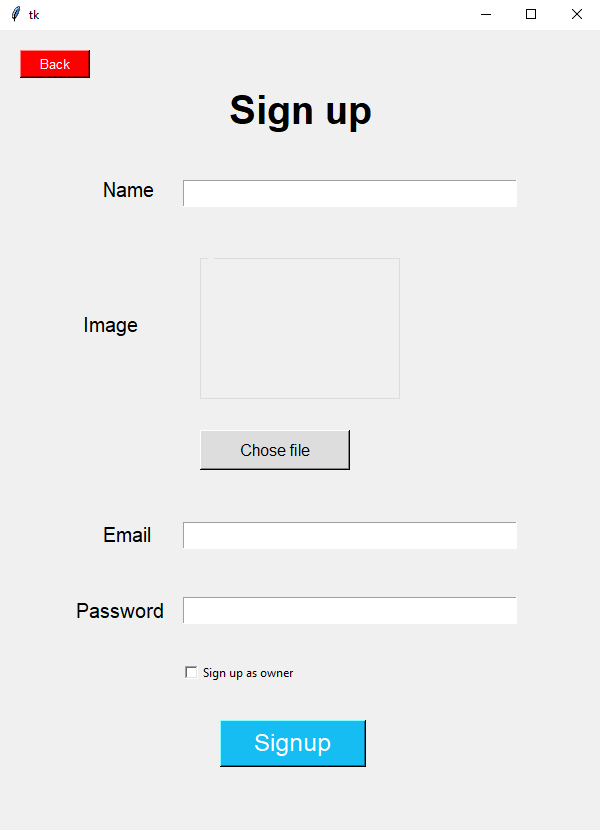 tk
Back
Sign up
Name
Image
Chose file
Email
Password
Sign up as owner
Signup